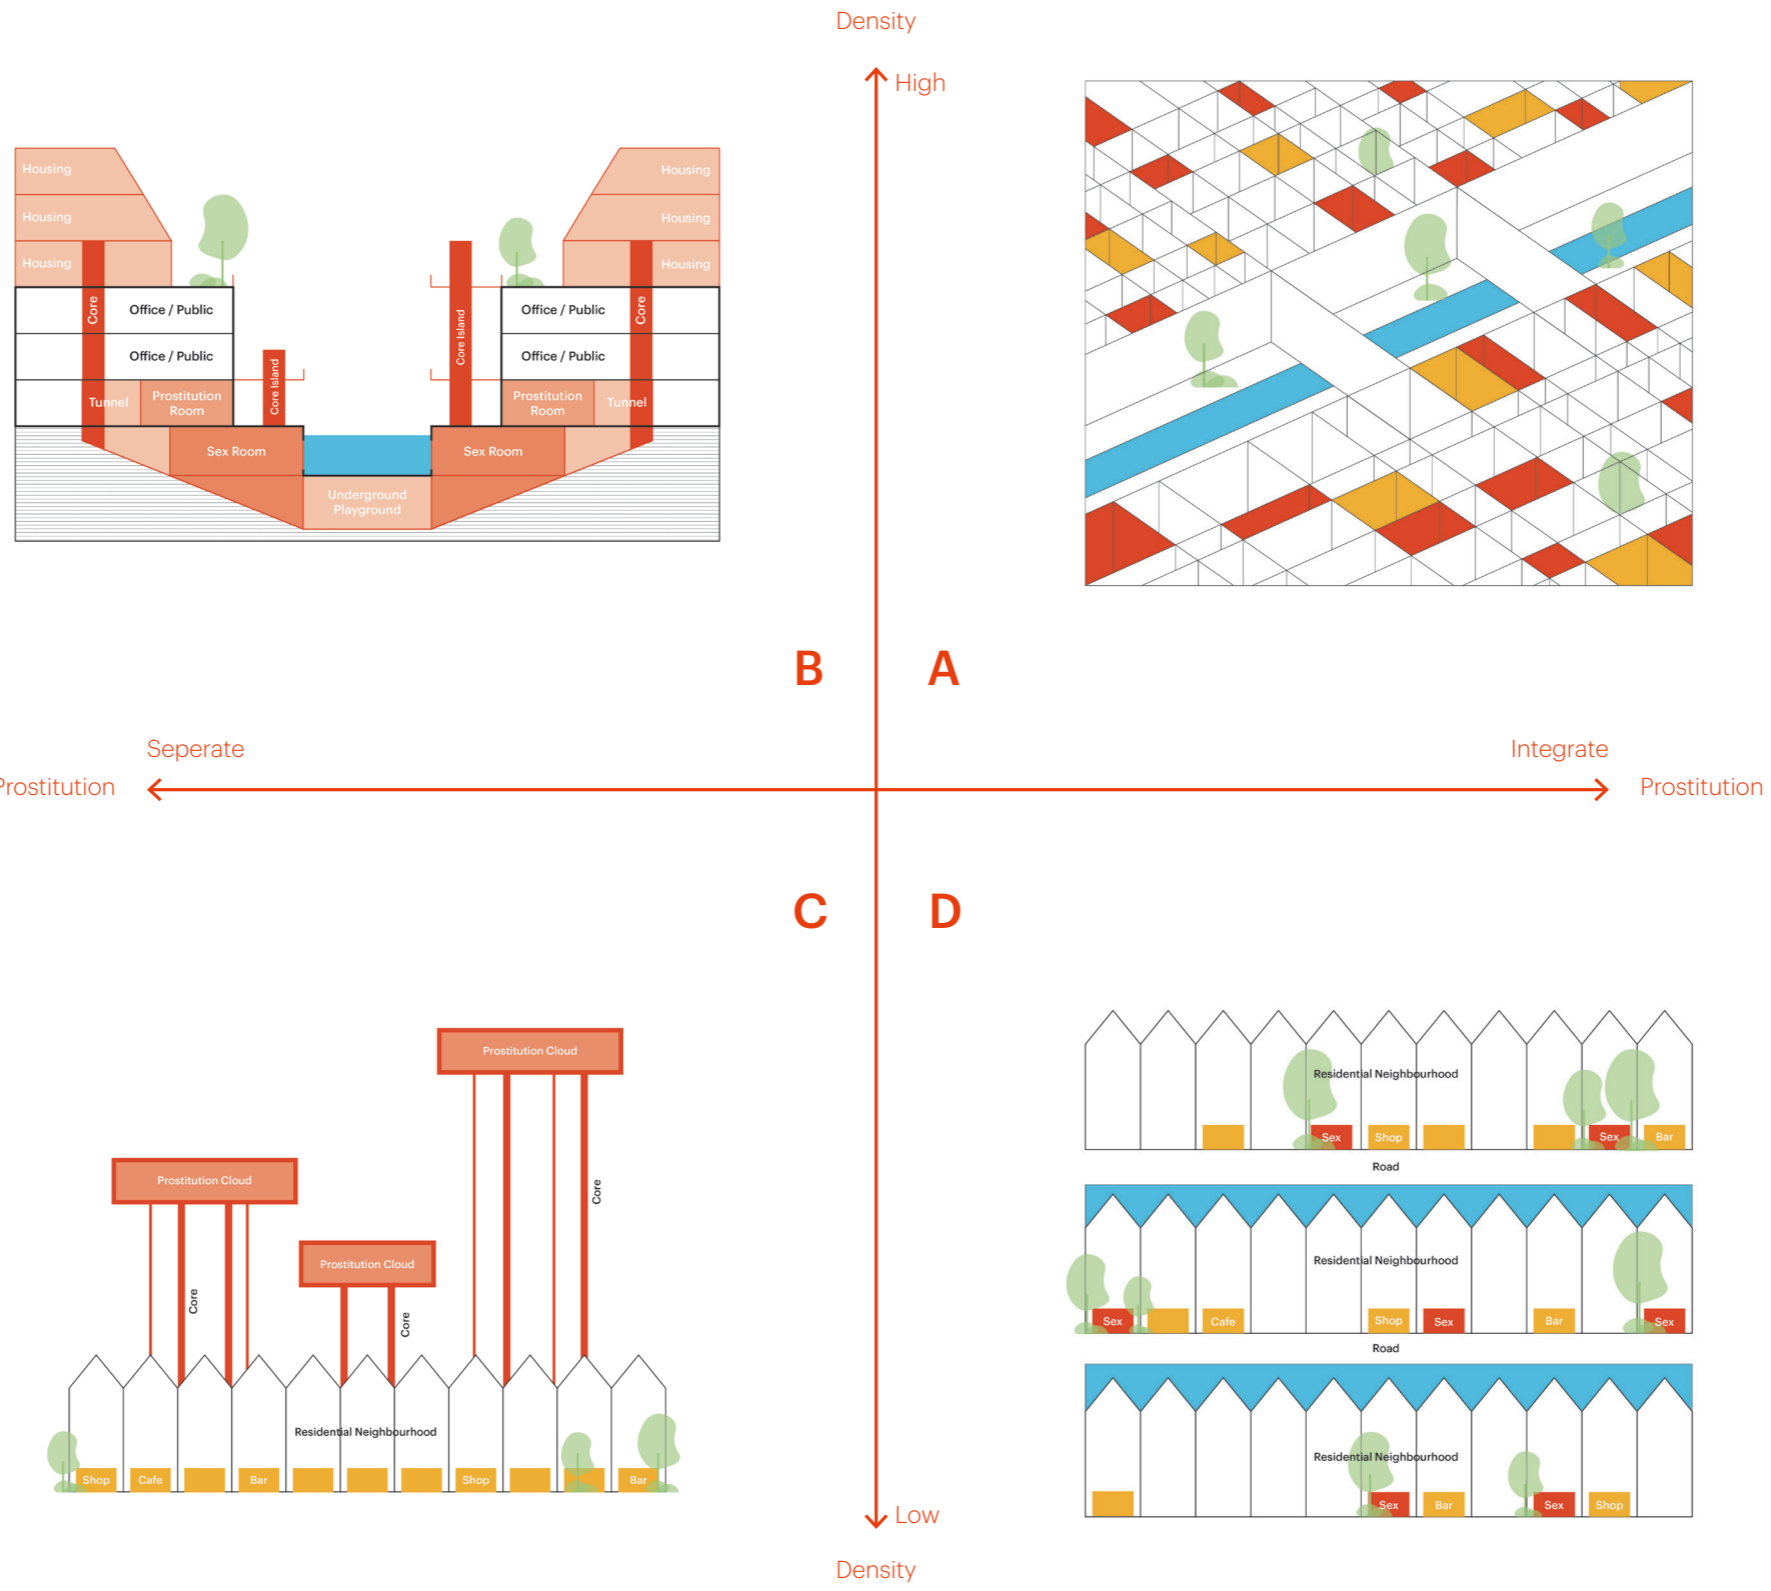 Density
High
Housing
Housing
Housing
Housing
Housing
Housing
Core
Office / Public
Office / Public
Core
Core Island
Office / Public
Office / Public
Core Island
Tunnel
Prostitution
Room
Prostitution
Room
Tunnel
Sex Room
Sex Room
Underground
Playground
B
A
Seperate
Integrate
Prostitution
Prostitution
C
D
Prostitution Cloud
Prostitution Cloud
Prostitution Cloud
Core
Core
Core
Residential Neighbourhood
Shop
Cafe
Bar
Shop
Bar
Residential Neighbourhood
Sex
Shop
Sex
Bar
Road
Residential Neighbourhood
Sex
Cafe
Shop
Sex
Bar
Sex
Road
Residential Neighbourhood
Sex
Bar
Sex
Shop
Low
Density